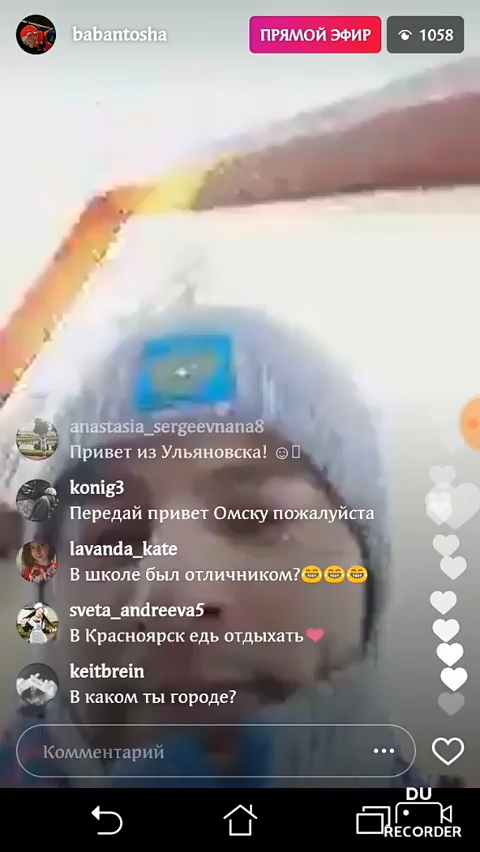 babantosha
ПРЯМОЙ ЭФИР
1058
anastasia_sergeevnana8
Привет из Ульяновска! ☺
konig3
Передай привет Омску пожалуйста
lavanda_kate
В школе был отличником?😂😂😂
sveta_andreeva5
В Красноярск едь отдыхать❤
keitbrein
В каком ты городе?
Комментарий
DU
RECORDER